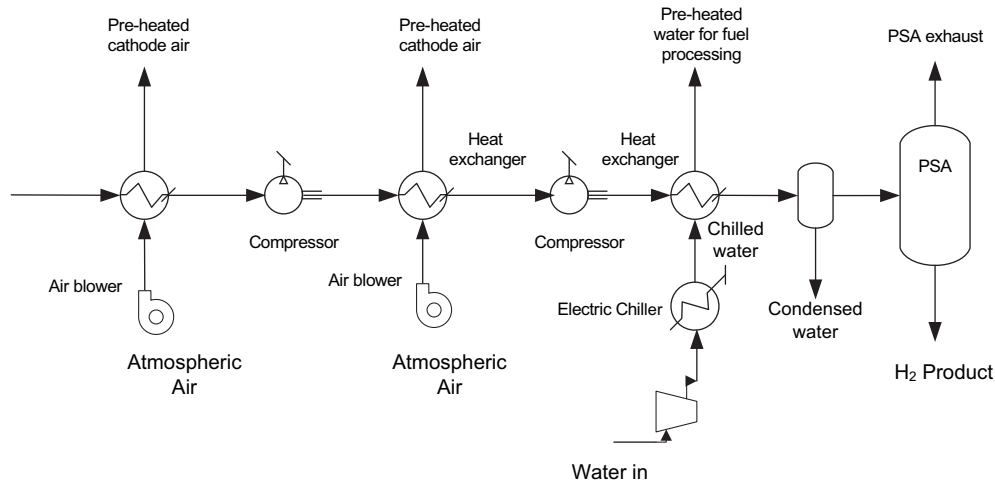 Pre-heated
cathode air
Pre-heated
cathode air
Pre-heated
water for fuel
processing
PSA exhaust
Heat
exchanger
Heat
exchanger
PSA
Compressor
Compressor
Chilled
water
Air blower
Air blower
Electric Chiller
Condensed
water
Atmospheric
Air
Atmospheric
Air
H₂ Product
Water in